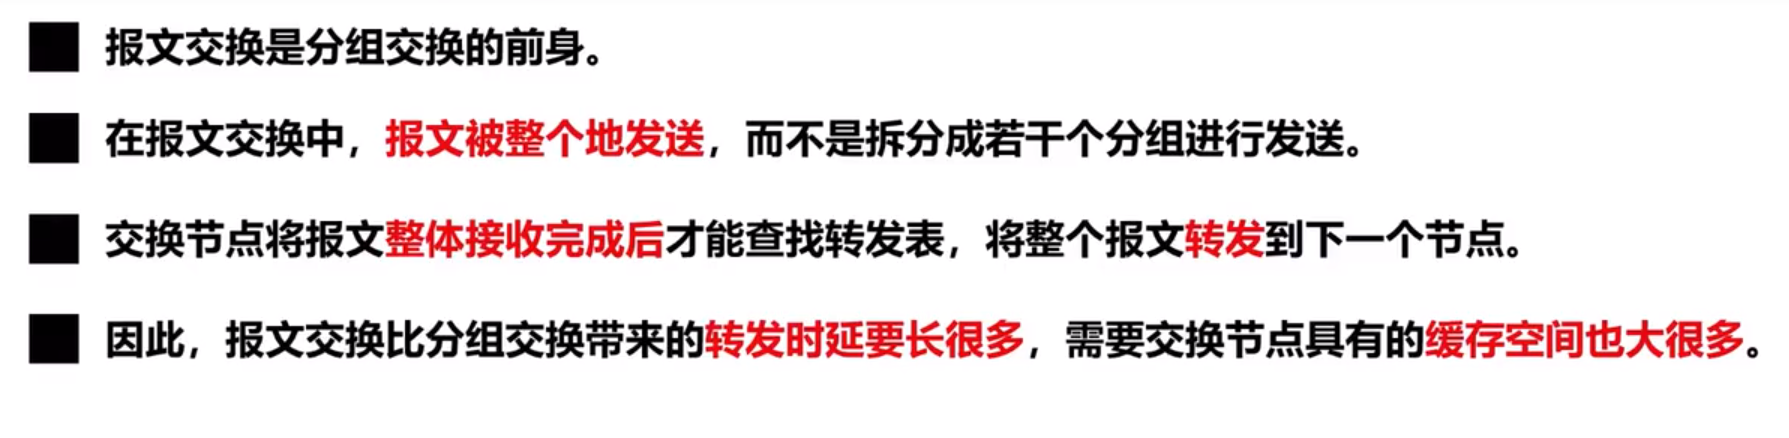 报文交换是分组交换的前身。
在报文交换中，报文被整个地发送，而不是拆分成若干个分组进行发送。
交换节点将报文整体接收完成后才能查找转发表，将整个报文转发到下一个节点。
因此，报文交换比分组交换带来的转发时延要长很多，需要交换节点具有的缓存空间也大很多。